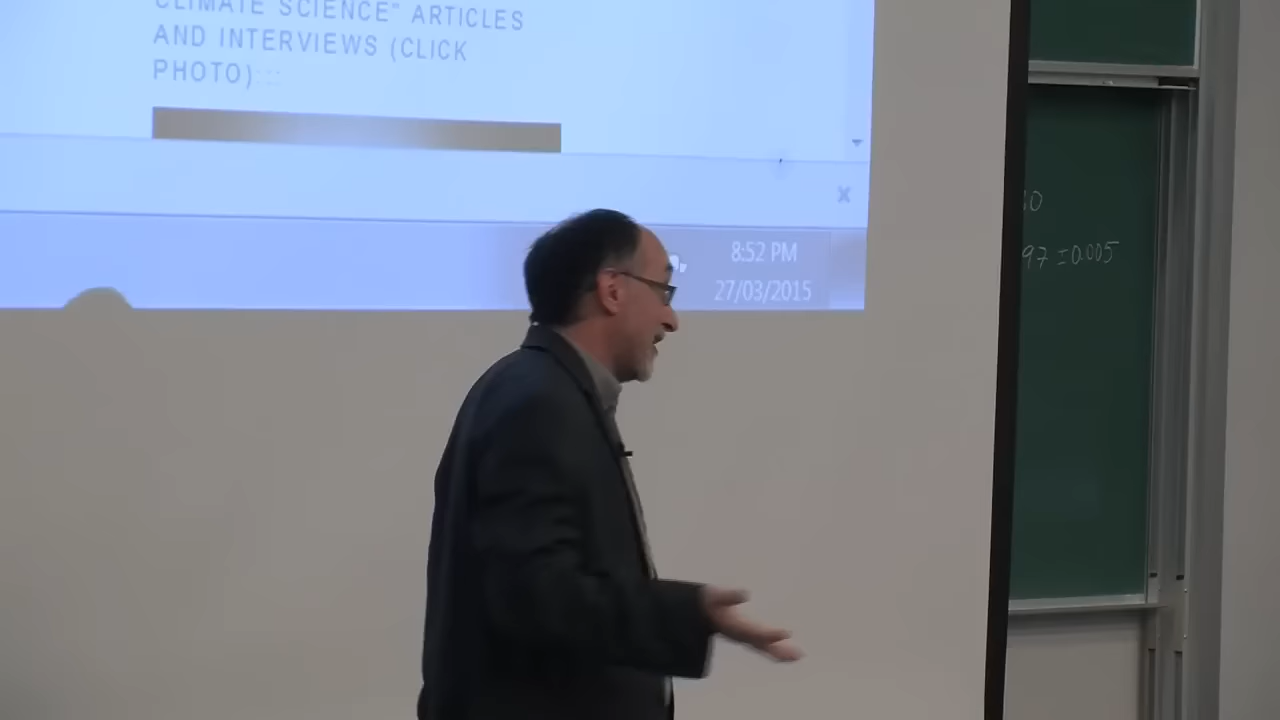 CLIMATE SCIENCE" ARTICLES
AND INTERVIEWS (CLICK
PHOTO):::
8:52 PM
27/03/2015
97 ±0.005